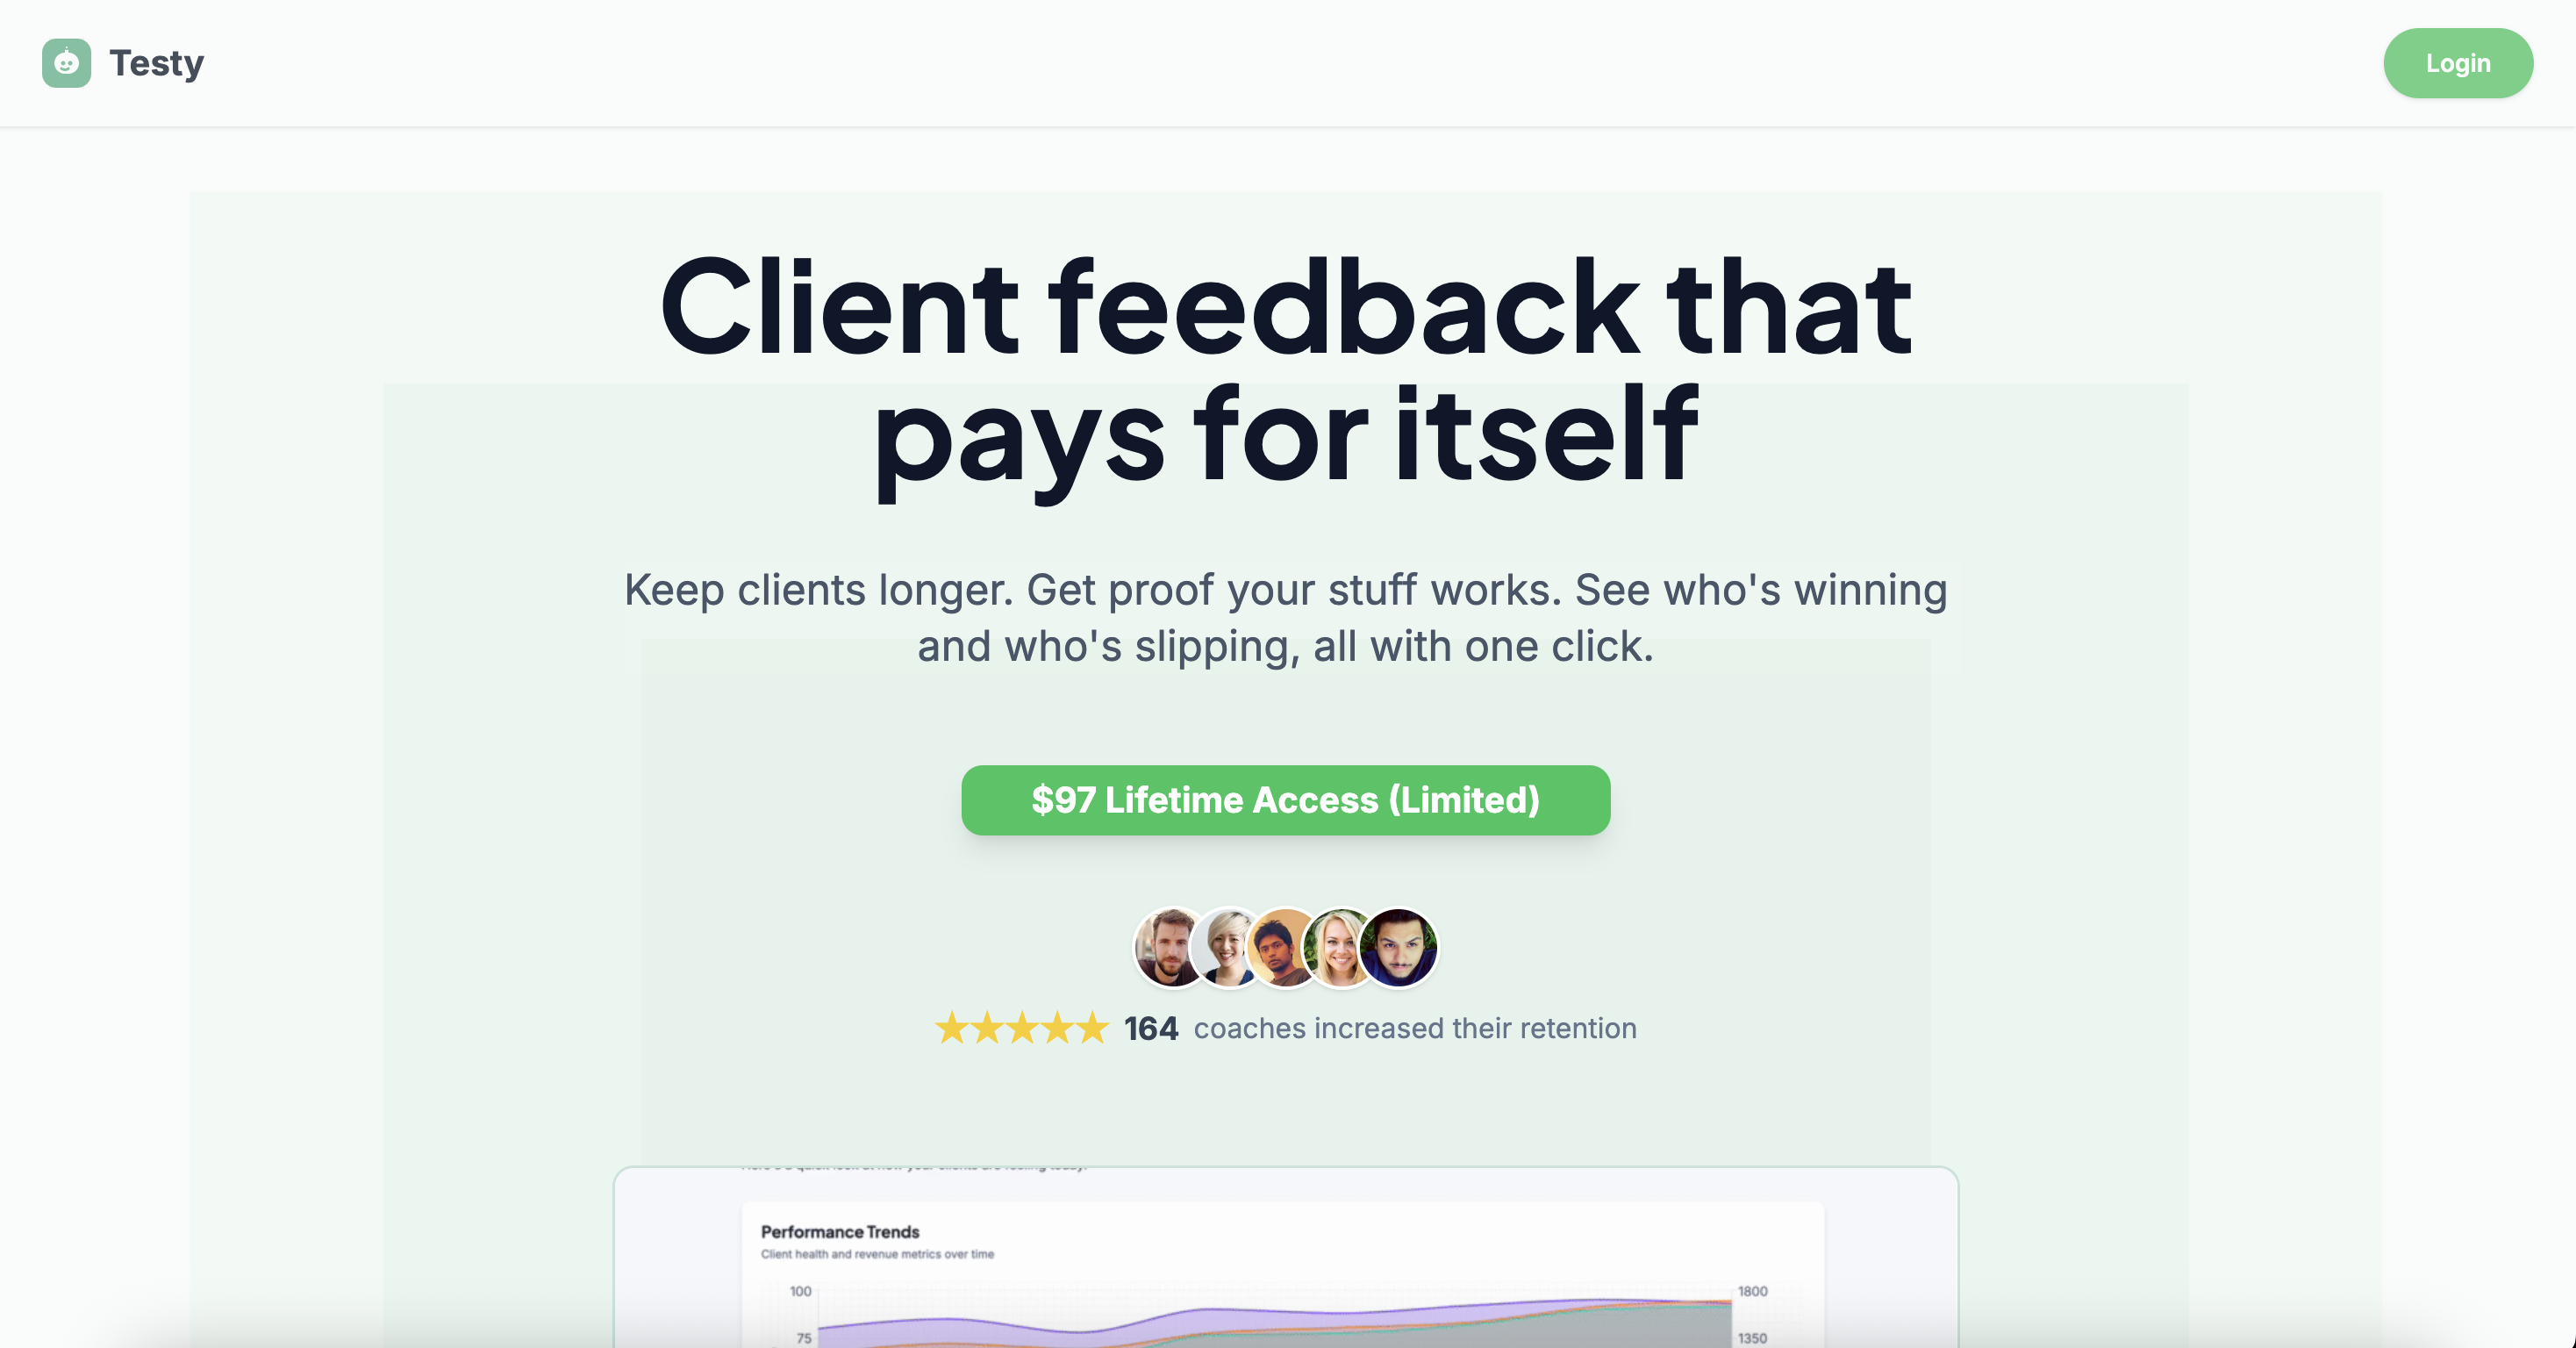 Testy
Login
Client feedback that
pays for itself
Keep clients longer. Get proof your stuff works. See who's winning
and who's slipping, all with one click.
$97 Lifetime Access (Limited)
164 coaches increased their retention
Performance Trends
Client health and revenue metrics over time
100
1800
75
1350